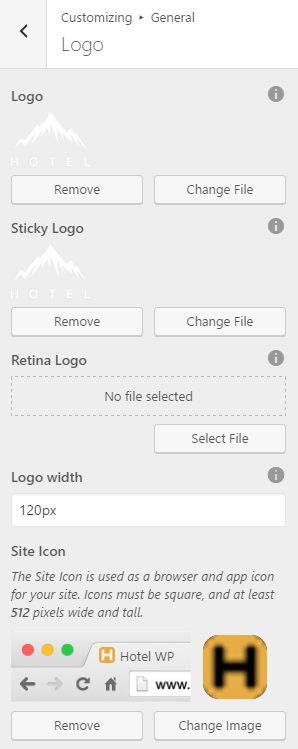 Customizing ▸ General
Logo
Logo
HOTEL
Remove
Change File
Sticky Logo
HOTEL
Remove
Change File
Retina Logo
No file selected
Select File
Logo width
120px
Site Icon
The Site Icon is used as a browser and app icon
for your site. Icons must be square, and at least
512 pixels wide and tall.
H Hotel WP
www.
H
Remove
Change Image